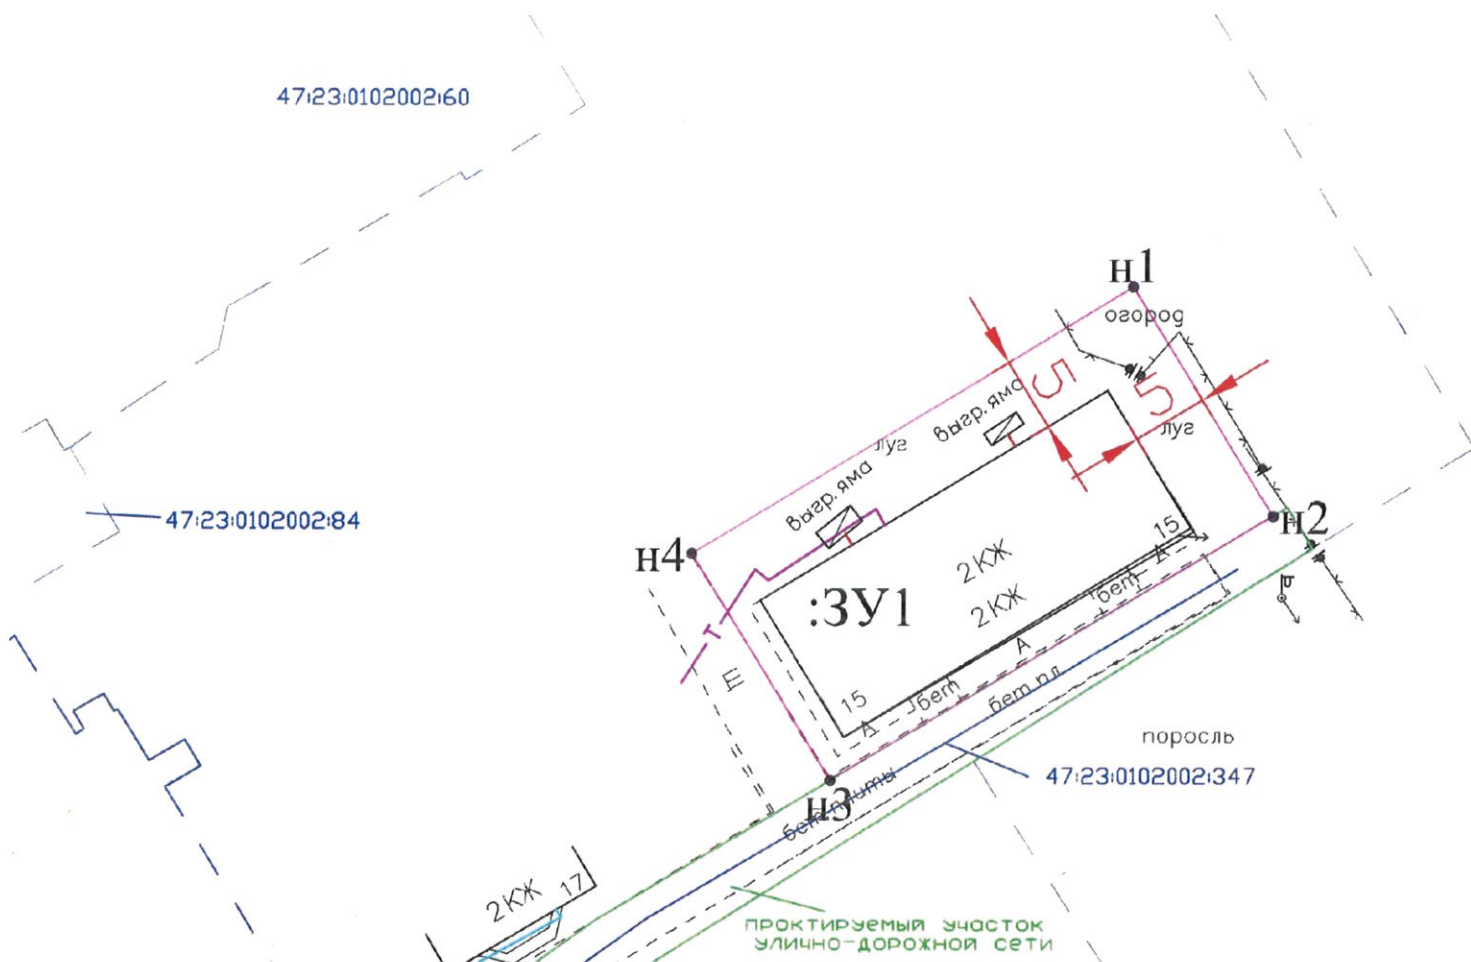 47:23:0102002:60
н1
огород
5
5
выгр. яма
луг
луг
выгр. яма
47:23:0102002:84
н4
15
н2
2КЖ
А
:ЗУ1
2КЖ
бет
Т
А
Ш
бет
бет пл
15
А
поросль
47:23:0102002:347
н3
бет плиты
2КЖ
17
ПРОКТИРУЕМЫЙ УЧАСТОК
УЛИЧНО-ДОРОЖНОЙ СЕТИ